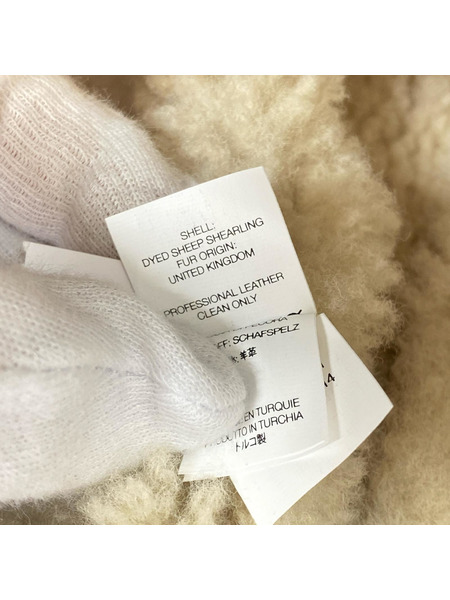 SHELL:
DYED SHEEP SHEARLING
FUR ORIGIN:
UNITED KINGDOM
PROFESSIONAL LEATHER
CLEAN ONLY
SCHAFSPELZ
羊革
EN TURQUIE
IN TURCHIA
トルコ製